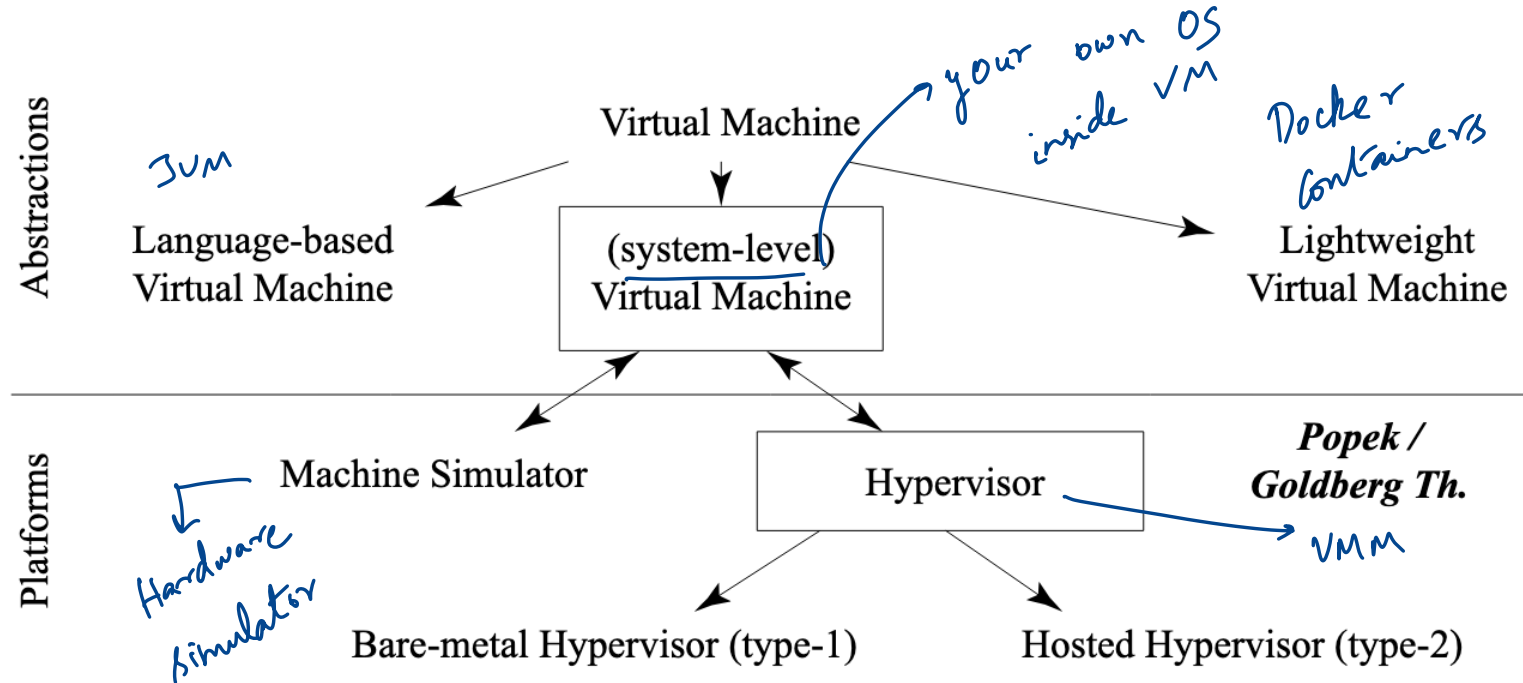 your own OS
inside VM
Docker
Containers
Virtual Machine
JVM
Abstractions
Language-based
Virtual Machine
(system-level)
Virtual Machine
Lightweight
Virtual Machine
Platforms
Machine Simulator
Hypervisor
Popek /
Goldberg Th.
VMM
Hardware
simulator
Bare-metal Hypervisor (type-1)
Hosted Hypervisor (type-2)